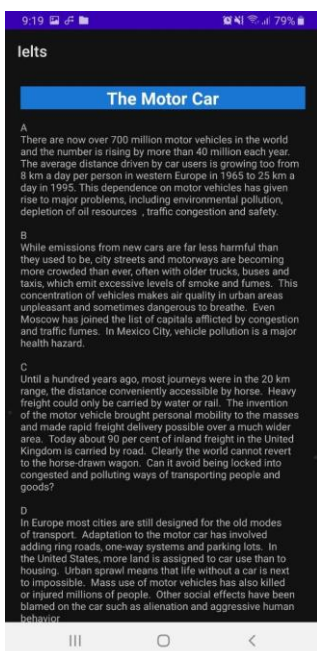 9:19 79%
Ielts
The Motor Car
A
There are now over 700 million motor vehicles in the world
and the number is rising by more than 40 million each year.
The average distance driven by car users is growing too from
8 km a day per person in western Europe in 1965 to 25 km a
day in 1995. This dependence on motor vehicles has given
rise to major problems, including environmental pollution,
depletion of oil resources , traffic congestion and safety.
B
While emissions from new cars are far less harmful than
they used to be, city streets and motorways are becoming
more crowded than ever, often with older trucks, buses and
taxis, which emit excessive levels of smoke and fumes. This
concentration of vehicles makes air quality in urban areas
unpleasant and sometimes dangerous to breathe. Even
Moscow has joined the list of capitals afflicted by congestion
and traffic fumes. In Mexico City, vehicle pollution is a major
health hazard.
C
Until a hundred years ago, most journeys were in the 20 km
range, the distance conveniently accessible by horse. Heavy
freight could only be carried by water or rail. The invention
of the motor vehicle brought personal mobility to the masses
and made rapid freight delivery possible over a much wider
area. Today about 90 per cent of inland freight in the United
Kingdom is carried by road. Clearly the world cannot revert
to the horse-drawn wagon. Can it avoid being locked into
congested and polluting ways of transporting people and
goods?
D
In Europe most cities are still designed for the old modes
of transport. Adaptation to the motor car has involved
adding ring roads, one-way systems and parking lots. In
the United States, more land is assigned to car use than to
housing. Urban sprawl means that life without a car is next
to impossible. Mass use of motor vehicles has also killed
or injured millions of people. Other social effects have been
blamed on the car such as alienation and aggressive human
behavior